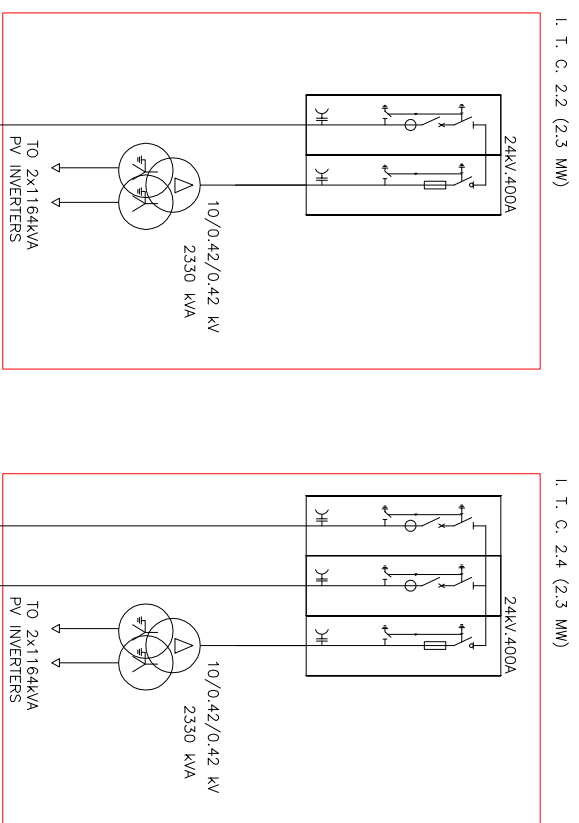 I. T. C. 2.2 (2.3 MW)
24kV.400A
10/0.42/0.42 kV
2330 kVA
TO 2x1164kVA
PV INVERTERS
I. T. C. 2.4 (2.3 MW)
24kV.400A
10/0.42/0.42 kV
2330 kVA
TO 2x1164kVA
PV INVERTERS